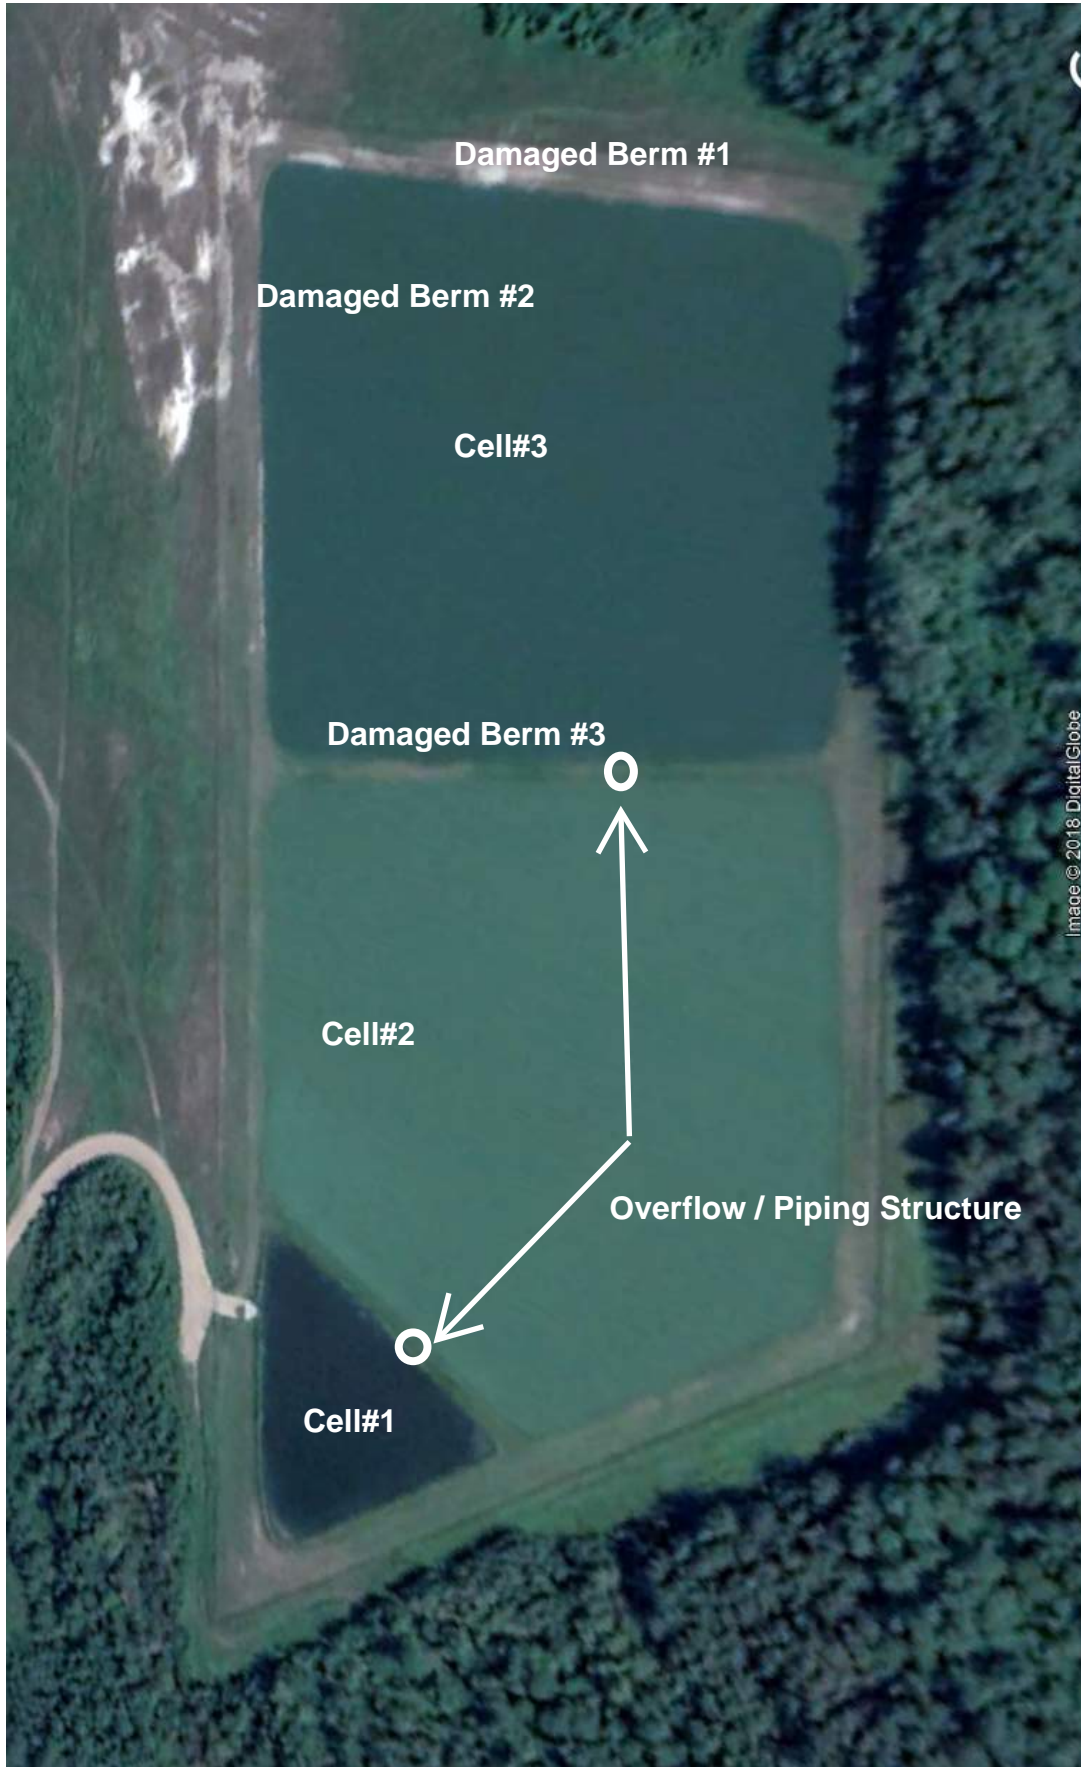 Damaged Berm #1
Damaged Berm #2
Cell#3
Damaged Berm #3
Image © 2018 DigitalGlobe
Cell#2
Overflow / Piping Structure
Cell#1